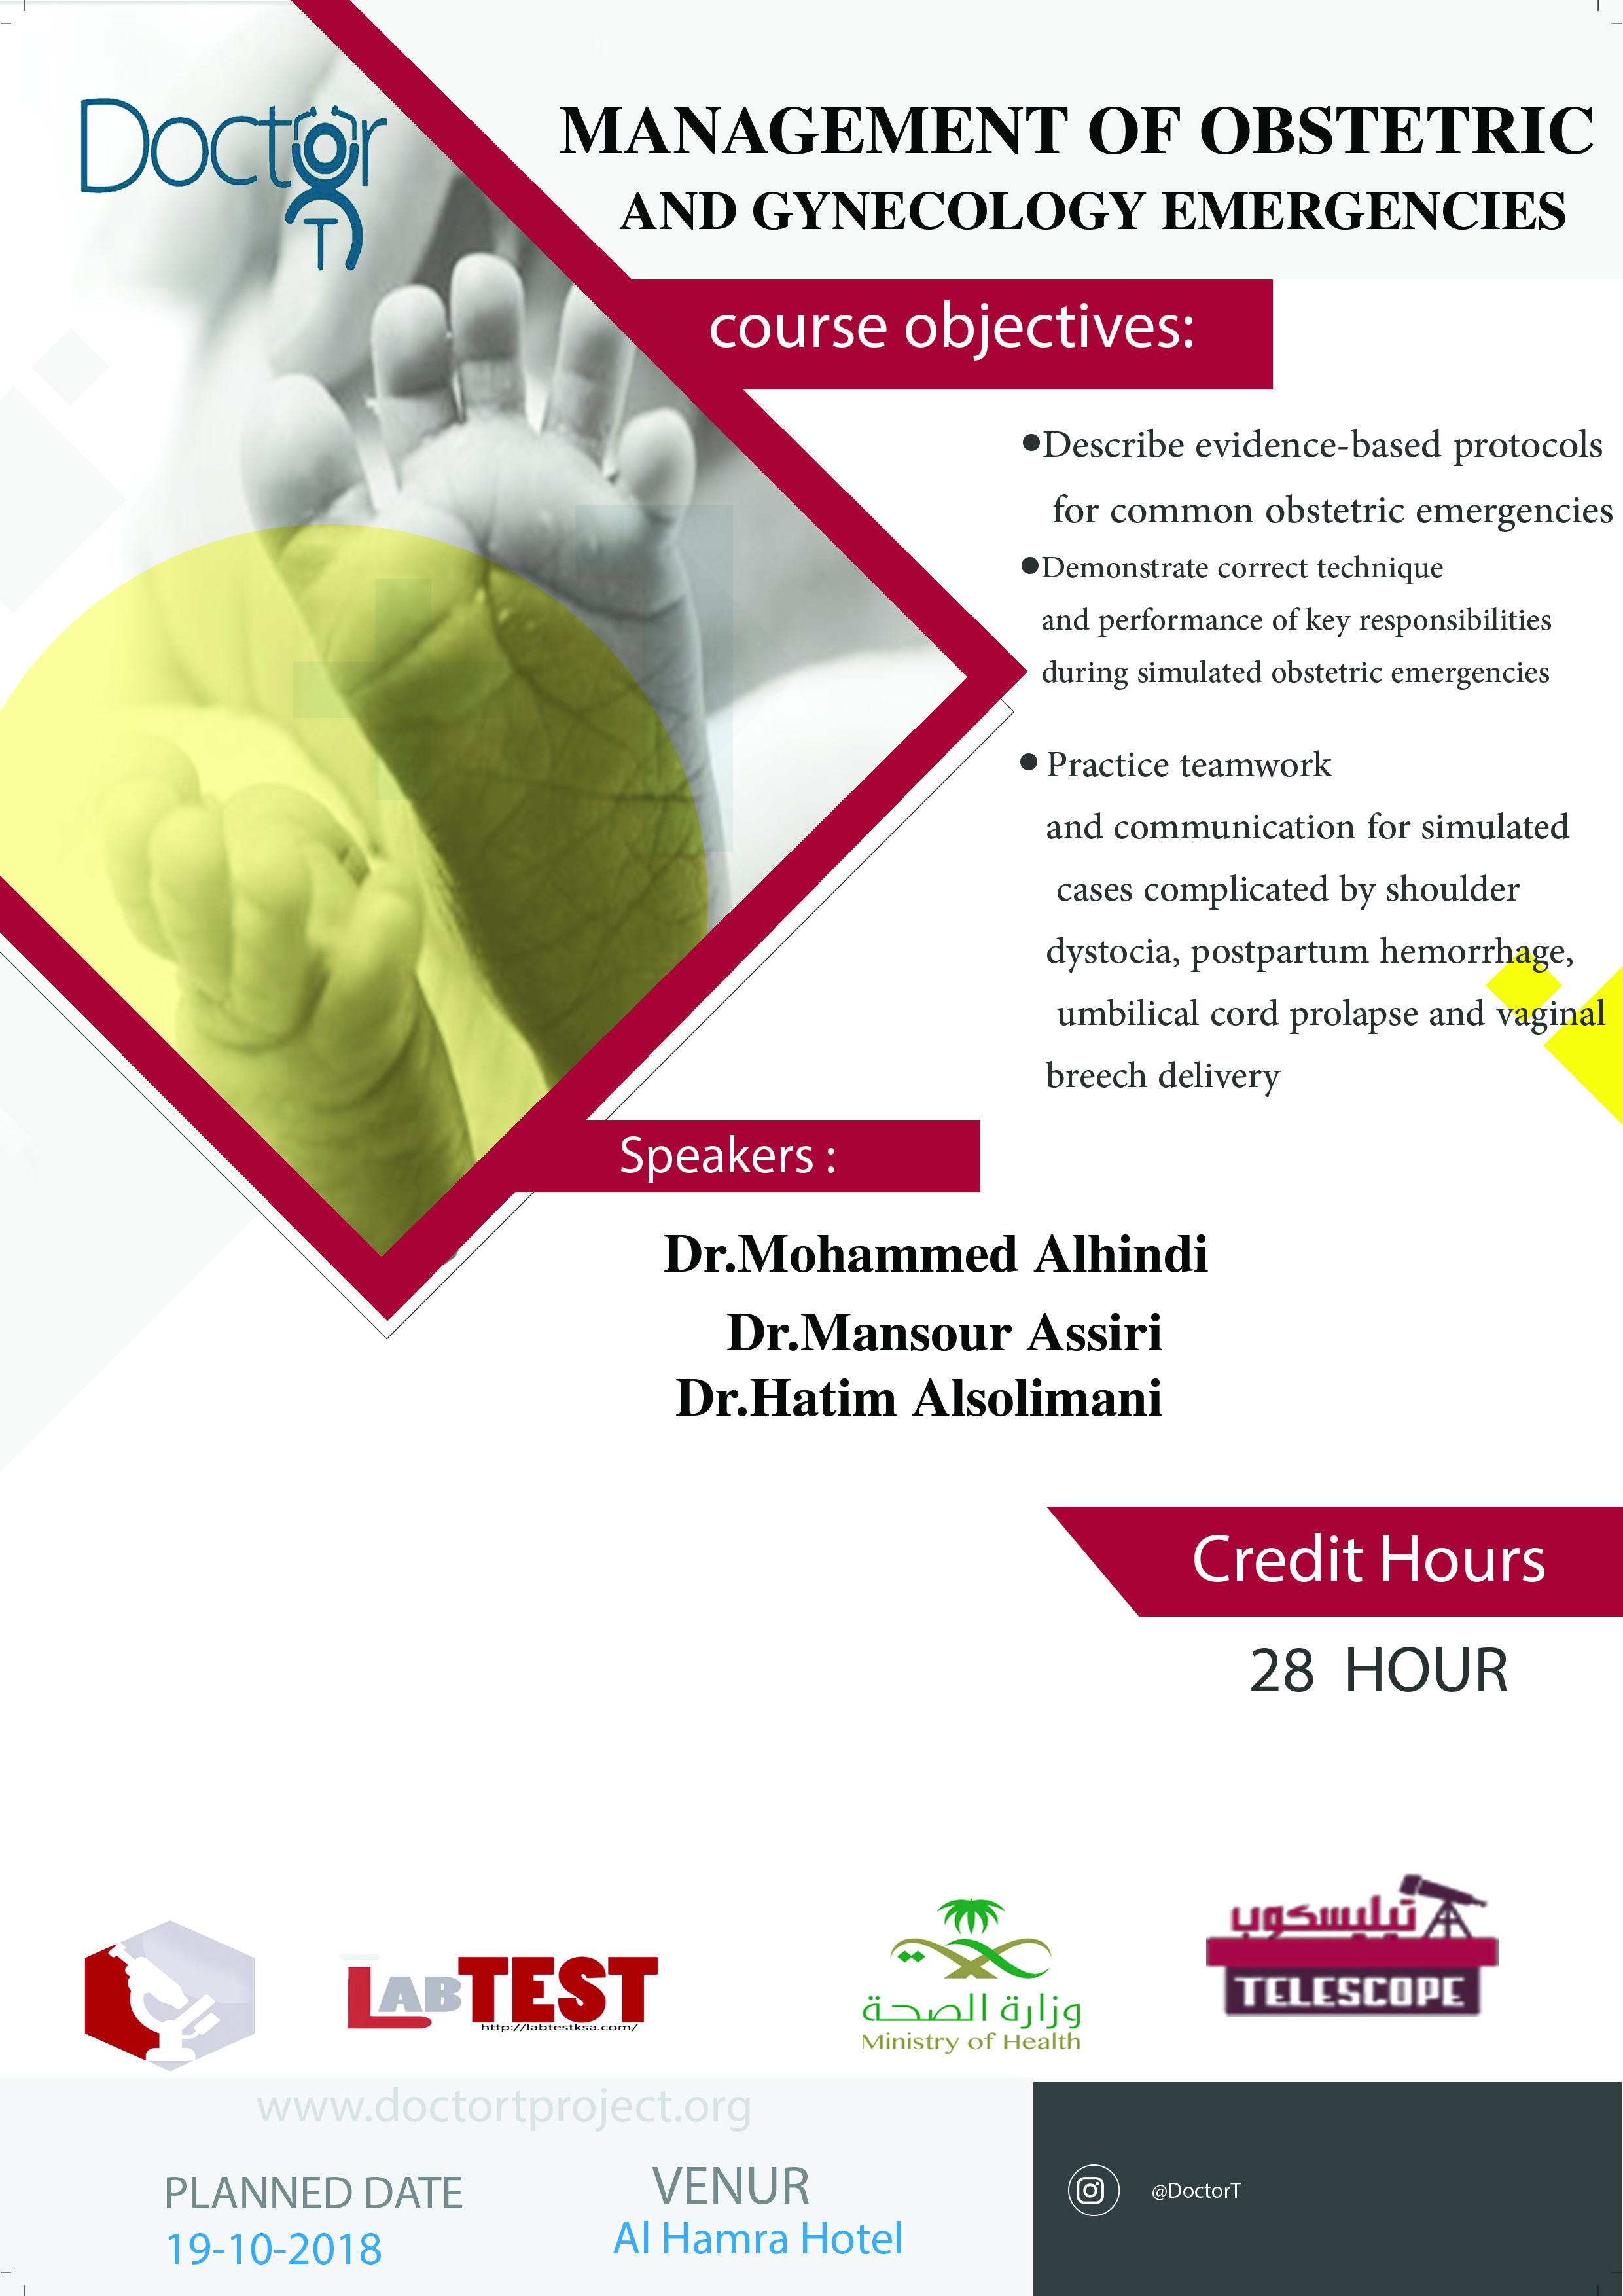 Doctor
T
MANAGEMENT OF OBSTETRIC
AND GYNECOLOGY EMERGENCIES
course objectives:
•Describe evidence-based protocols
for common obstetric emergencies
•Demonstrate correct technique
and performance of key responsibilities
during simulated obstetric emergencies
• Practice teamwork
and communication for simulated
cases complicated by shoulder
dystocia, postpartum hemorrhage,
umbilical cord prolapse and vaginal
breech delivery
Speakers :
Dr.Mohammed Alhindi
Dr.Mansour Assiri
Dr.Hatim Alsolimani
Credit Hours
28 HOUR
LABTEST
http://labtestksa.com/
وزارة الصحة
Ministry of Health
تيليسكوب
TELESCOPE
www.doctortproject.org
PLANNED DATE
19-10-2018
VENUR
Al Hamra Hotel
@DoctorT